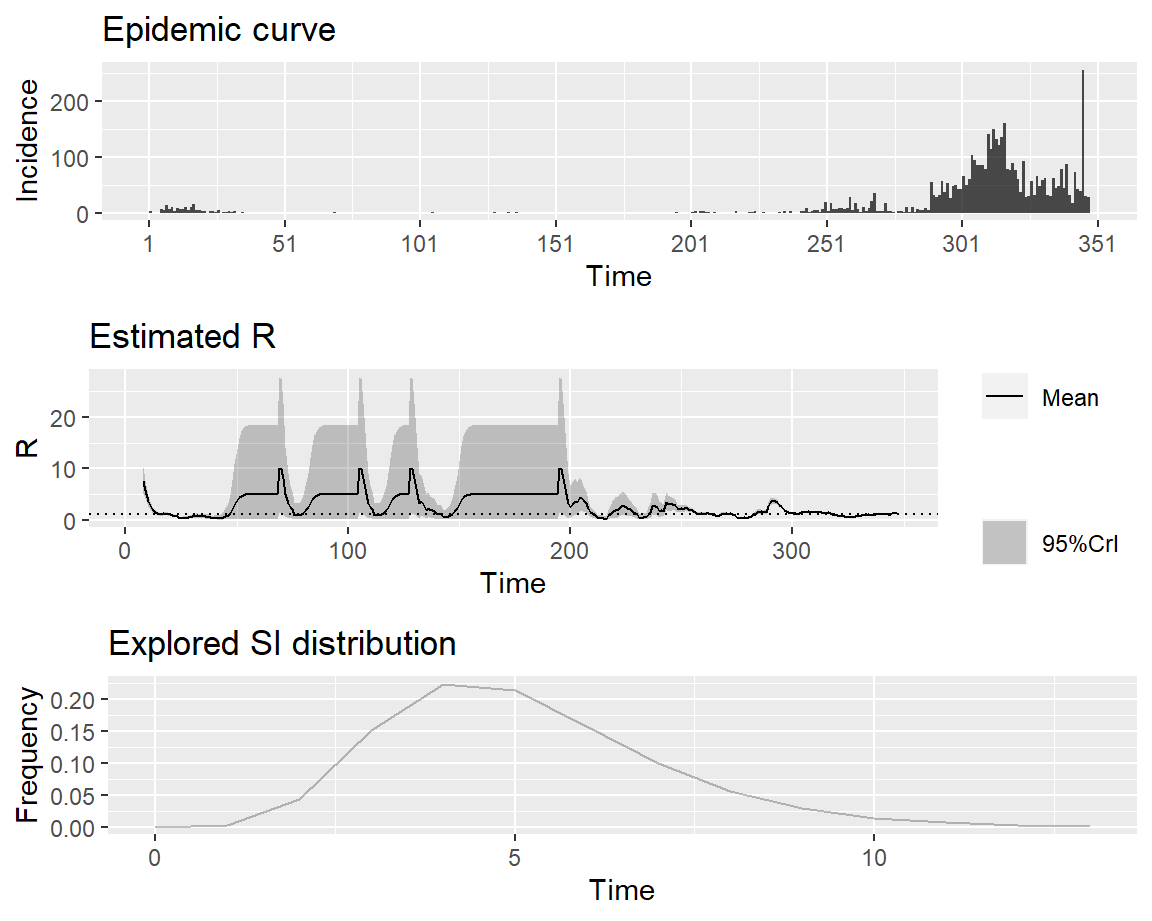 Epidemic curve
Incidence
200
100
0
1 51 101 151 201 251 301 351
Time
Estimated R
R
20
10
0
0 100 200 300
Time
Mean
95%CrI
Explored SI distribution
Frequency
0.20
0.15
0.10
0.05
0.00
0 5 10
Time